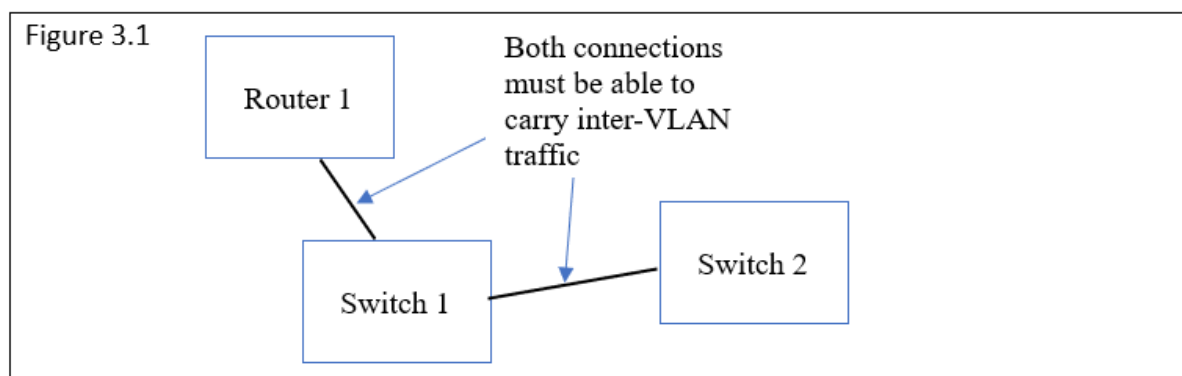 Figure 3.1
Both connections
must be able to
carry inter-VLAN
traffic
Router 1
Switch 2
Switch 1